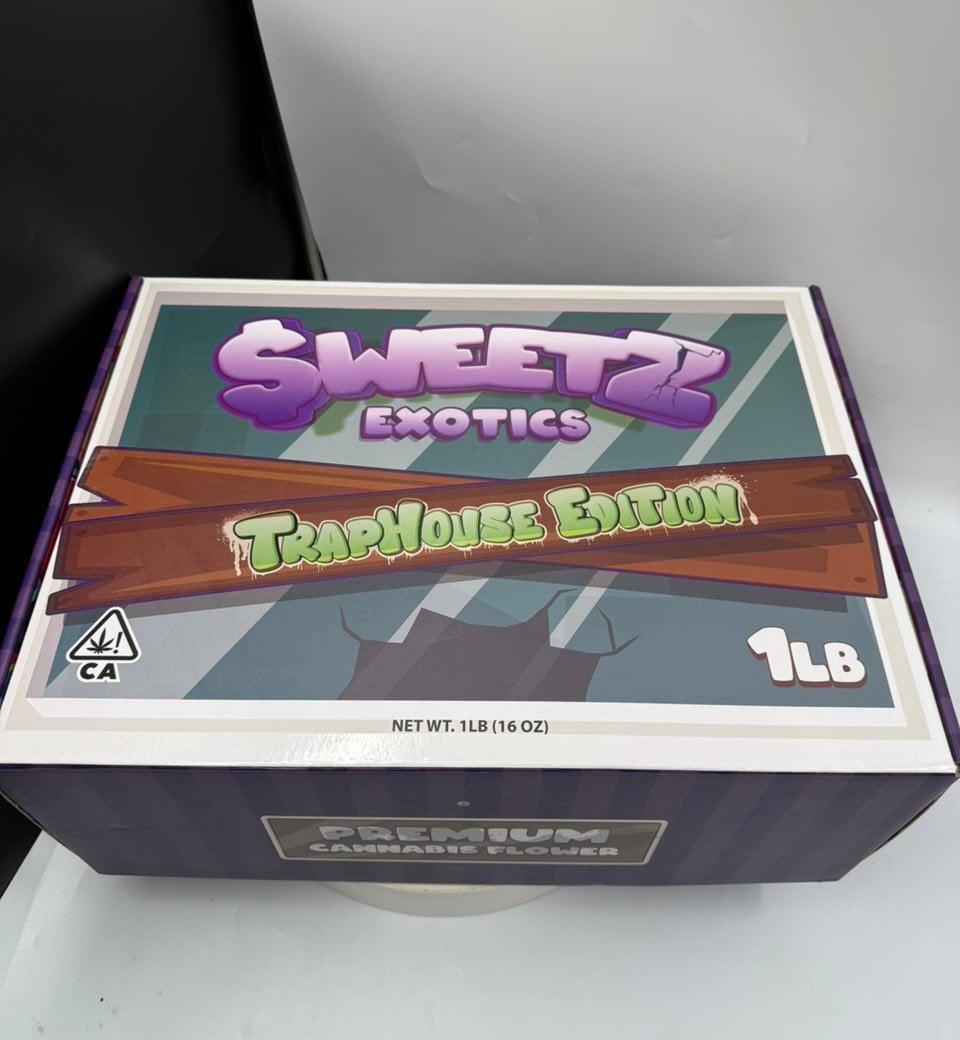 $WEETZ
EXOTICS
TRAPHOUSE EDITION
CA
1LB
NET WT. 1LB (16 OZ)
PREMIUM
CANNABIS FLOWER